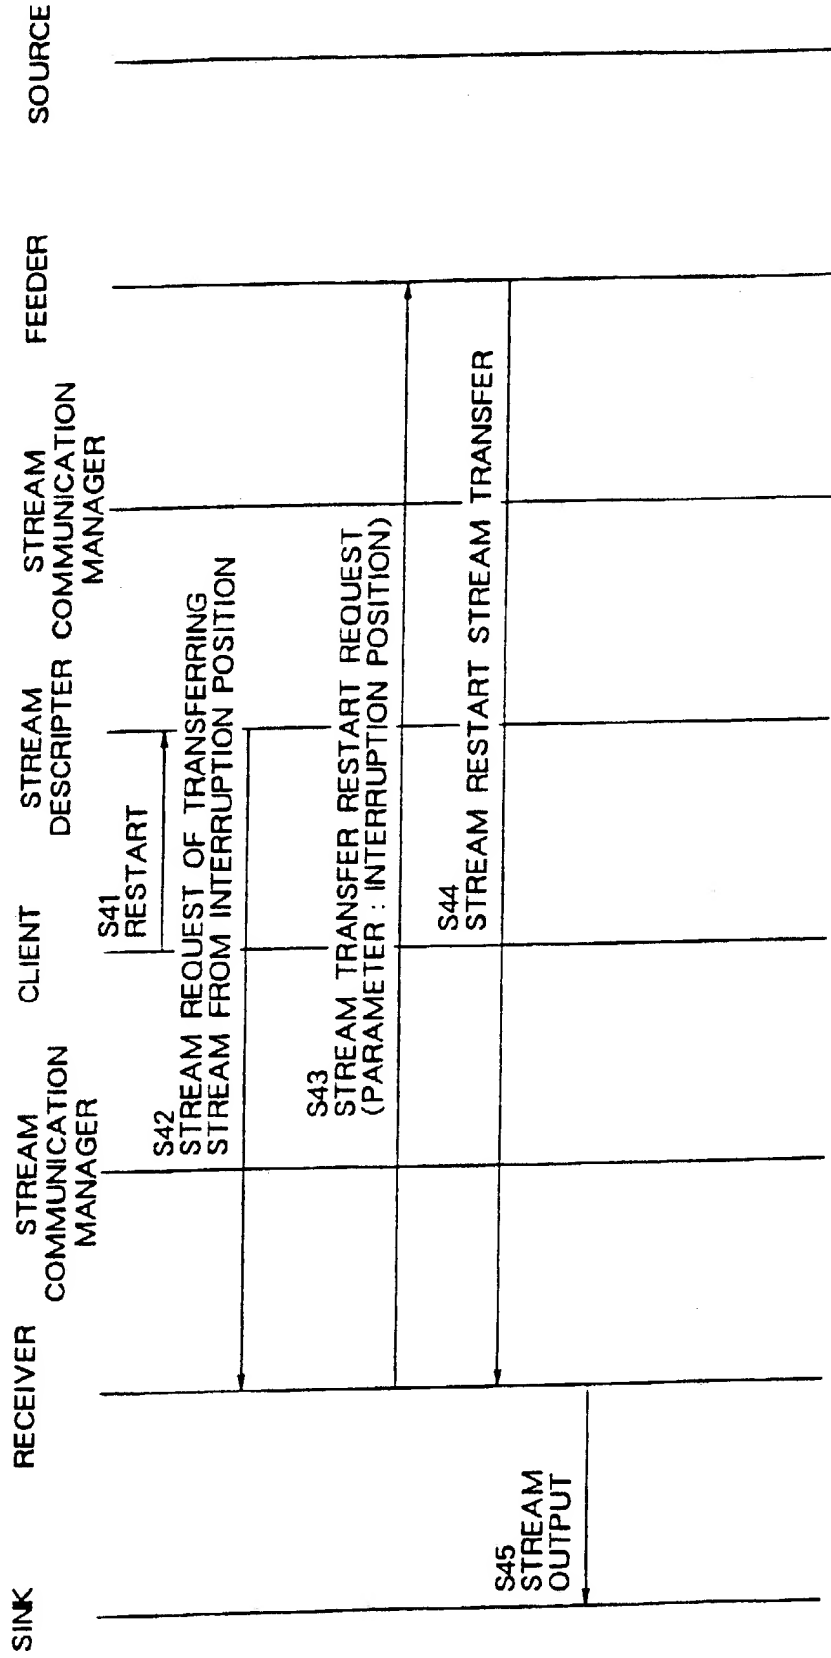 SINK
RECEIVER
STREAM
COMMUNICATION
MANAGER
CLIENT
STREAM
DESCRIPTER
STREAM
COMMUNICATION
MANAGER
FEEDER
SOURCE
S41
RESTART
S42
STREAM REQUEST OF TRANSFERRING
STREAM FROM INTERRUPTION POSITION
S43
STREAM TRANSFER RESTART REQUEST
(PARAMETER : INTERRUPTION POSITION)
S44
STREAM RESTART STREAM TRANSFER
S45
STREAM
OUTPUT